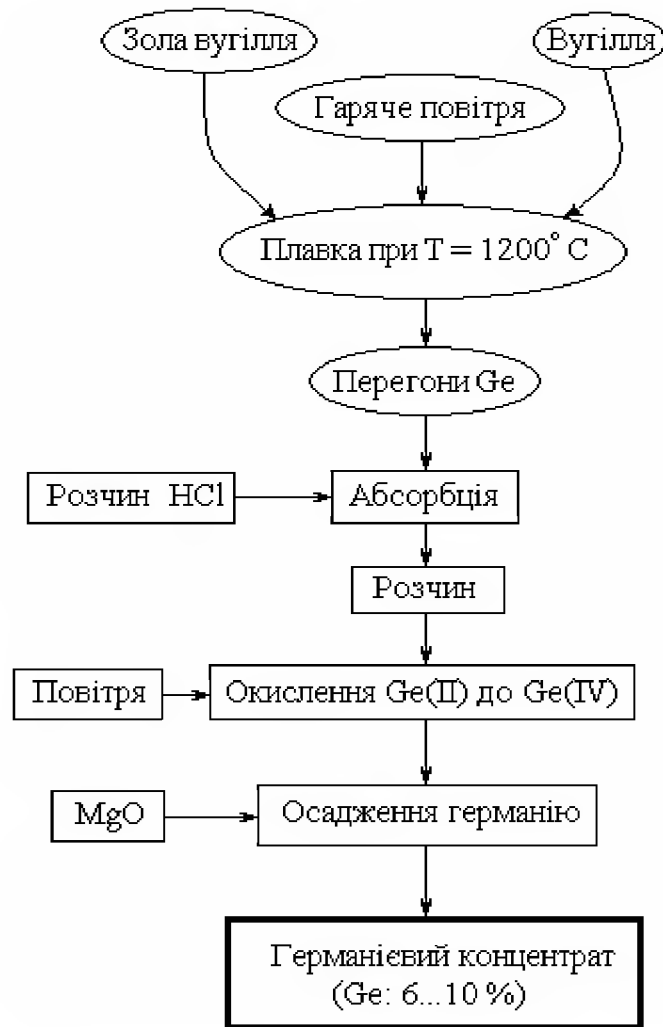 Зола вугілля
Вугілля
Гаряче повітря
Плавка при T = 1200° C
Перегони Ge
Розчин HCl
Абсорбція
Розчин
Повітря
Окислення Ge(II) до Ge(IV)
MgO
Осадження германію
Германієвий концентрат
(Ge: 6...10 %)